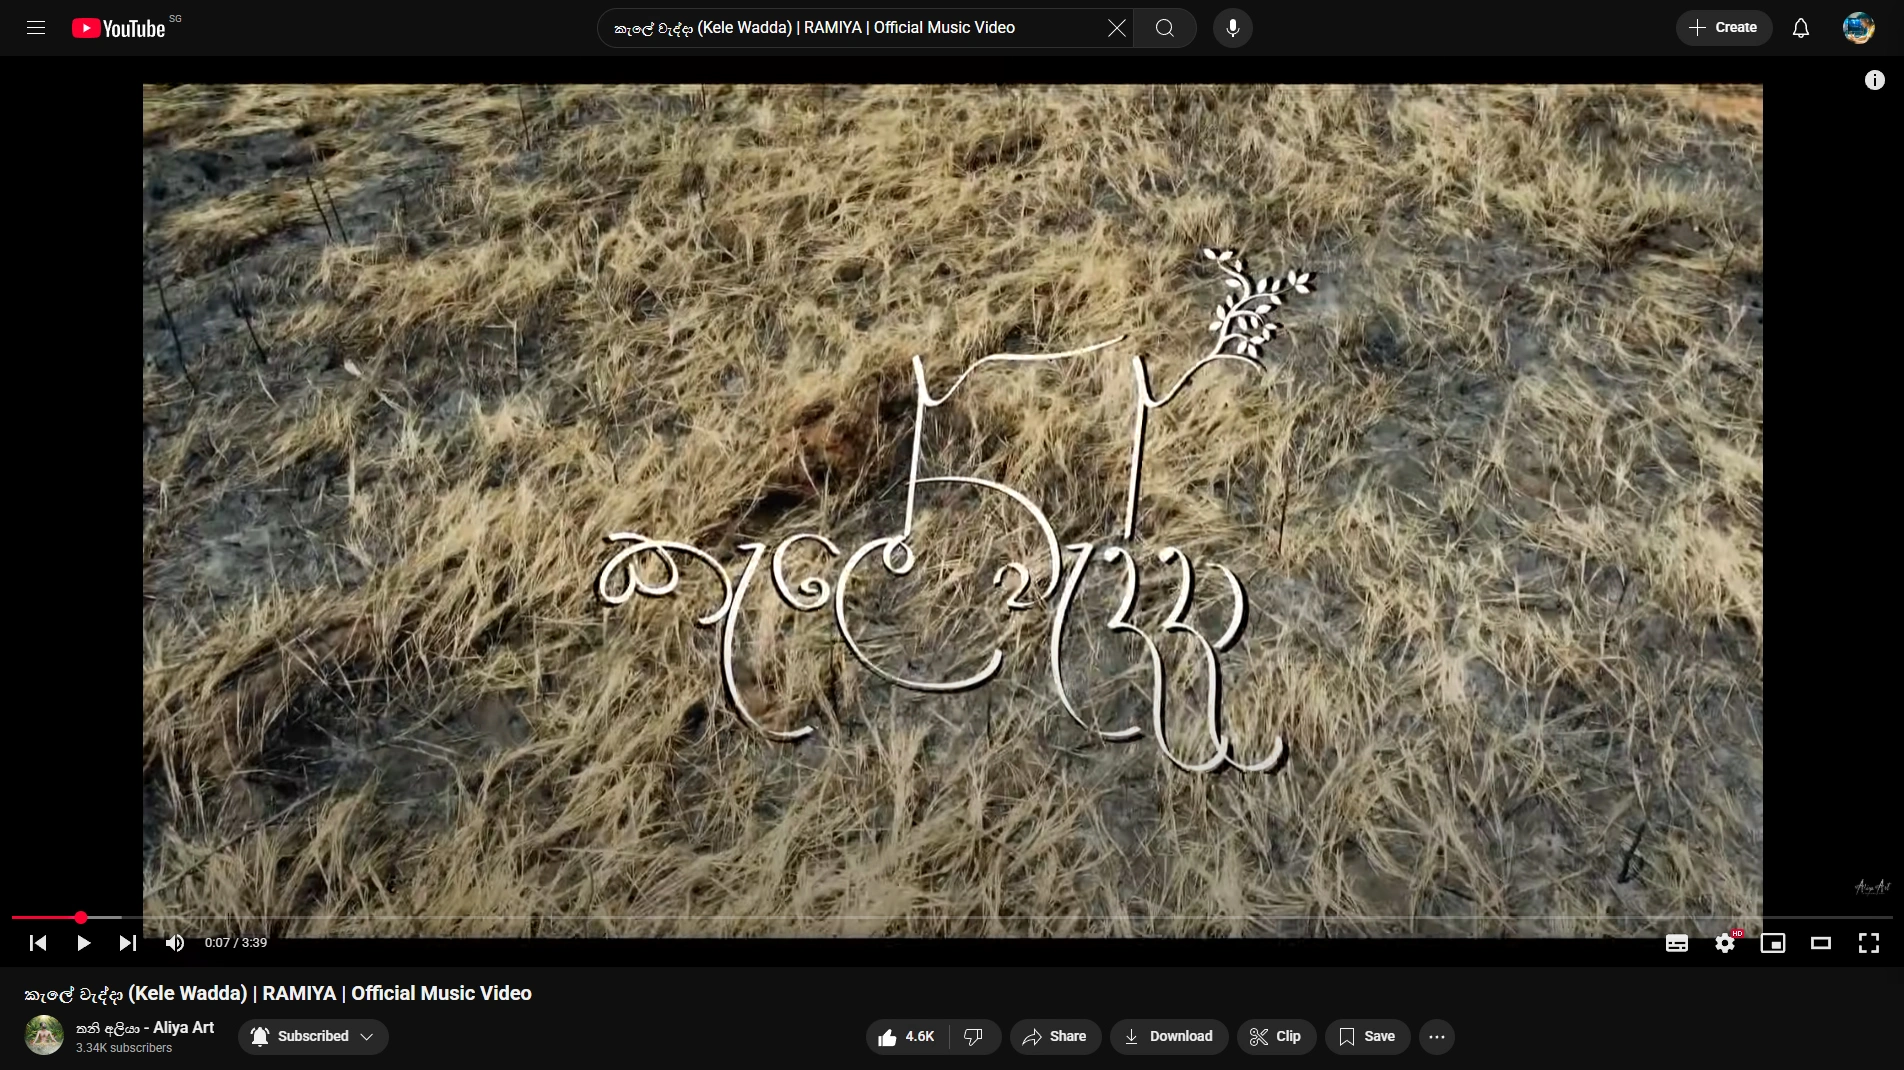 YouTube SG
කැලේ වැද්දා (Kele Wadda) | RAMIYA | Official Music Video
Create
කැලේ වැද්දා
Aliya Art
0:07 / 3:39
HD
කැලේ වැද්දා (Kele Wadda) | RAMIYA | Official Music Video
තනි අලියා - Aliya Art
3.34K subscribers
Subscribed
4.6K
Share
Download
Clip
Save